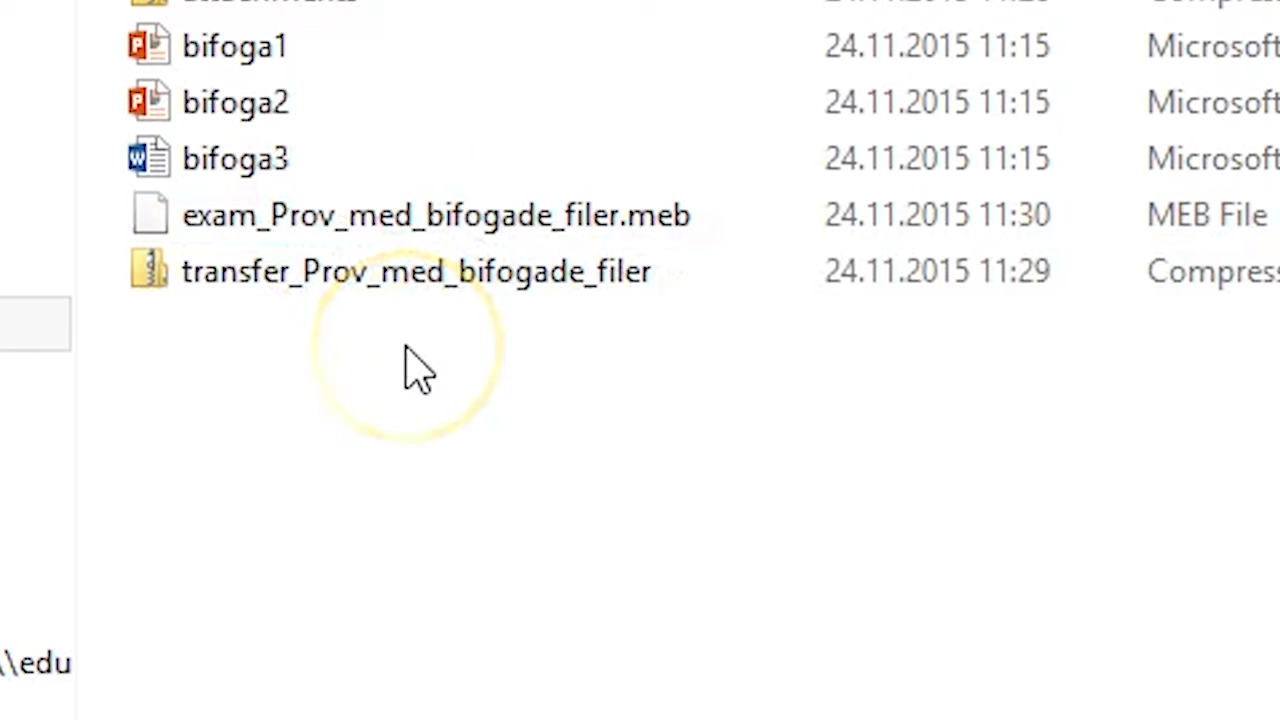 bifoga1 24.11.2015 11:15 Microsoft
bifoga2 24.11.2015 11:15 Microsoft
bifoga3 24.11.2015 11:15 Microsoft
exam_Prov_med_bifogade_filer.meb 24.11.2015 11:30 MEB File
transfer_Prov_med_bifogade_filer 24.11.2015 11:29 Compress
\\edu